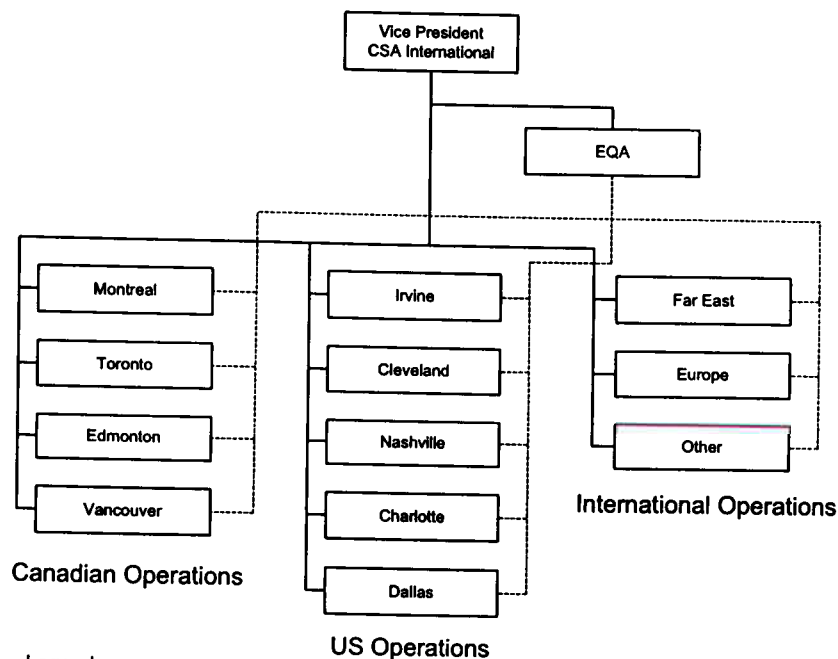 Vice President
CSA International
EQA
Montreal
Toronto
Edmonton
Vancouver
Canadian Operations
Irvine
Cleveland
Nashville
Charlotte
Dallas
US Operations
Far East
Europe
Other
International Operations